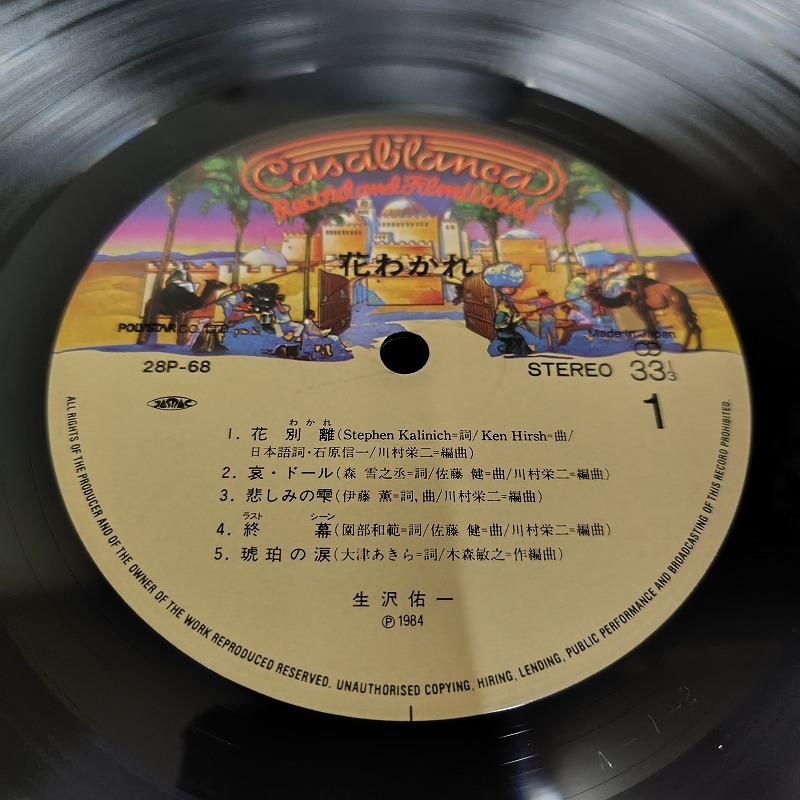 Casablanca
Record and FilmWorks
花わかれ
POLYSTAR CO., LTD.
Made in Japan
28P-68
STEREO 33 1/3
JASRAC
1
わかれ
1. 花 別 離 (Stephen Kalinich=詞/Ken Hirsh=曲/
日本語詞・石原信一/川村栄二=編曲)
2. 哀・ドール (森 雪之丞=詞/佐藤 健=曲/川村栄二=編曲)
3. 悲しみの雫 (伊藤 薫=詞,曲/川村栄二=編曲)
ラスト シーン
4. 終 幕 (園部和範=詞/佐藤 健=曲/川村栄二=編曲)
5. 琥珀の涙 (大津あきら=詞/木森敏之=作編曲)
生沢佑一
Ⓟ1984
ALL RIGHTS OF THE PRODUCER AND OF THE OWNER OF THE WORK REPRODUCED RESERVED. UNAUTHORISED COPYING, HIRING, LENDING, PUBLIC PERFORMANCE AND BROADCASTING OF THIS RECORD PROHIBITED.